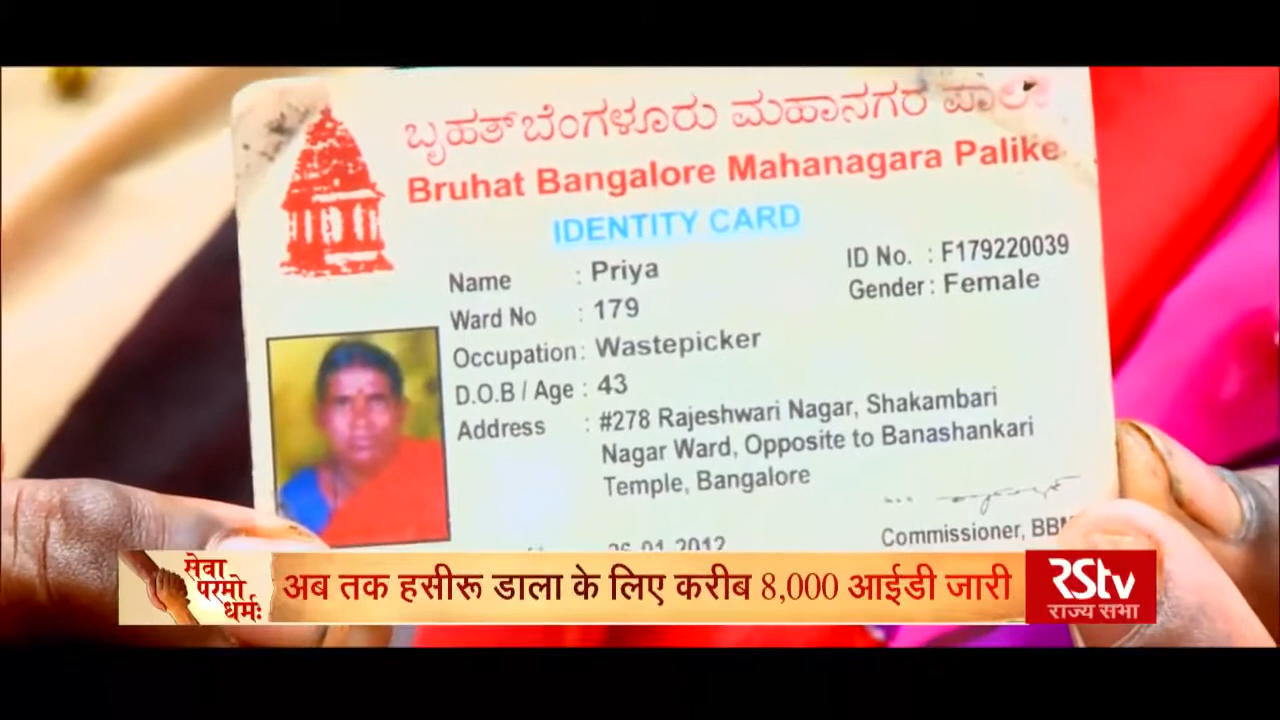 ಬೃಹತ್ ಬೆಂಗಳೂರು ಮಹಾನಗರ
Bruhat Bangalore Mahanagara Palike
IDENTITY CARD
Name : Priya
ID No. : F179220039
Ward No : 179
Gender : Female
Occupation : Wastepicker
D.O.B / Age : 43
Address : #278 Rajeshwari Nagar, Shakambari
Nagar Ward, Opposite to Banashankari
Temple, Bangalore
26.01.2012
Commissioner,
सेवा
परमो
धर्मः
अब तक हसीरू डाला के लिए करीब 8,000 आईडी जारी
RStv
राज्य सभा